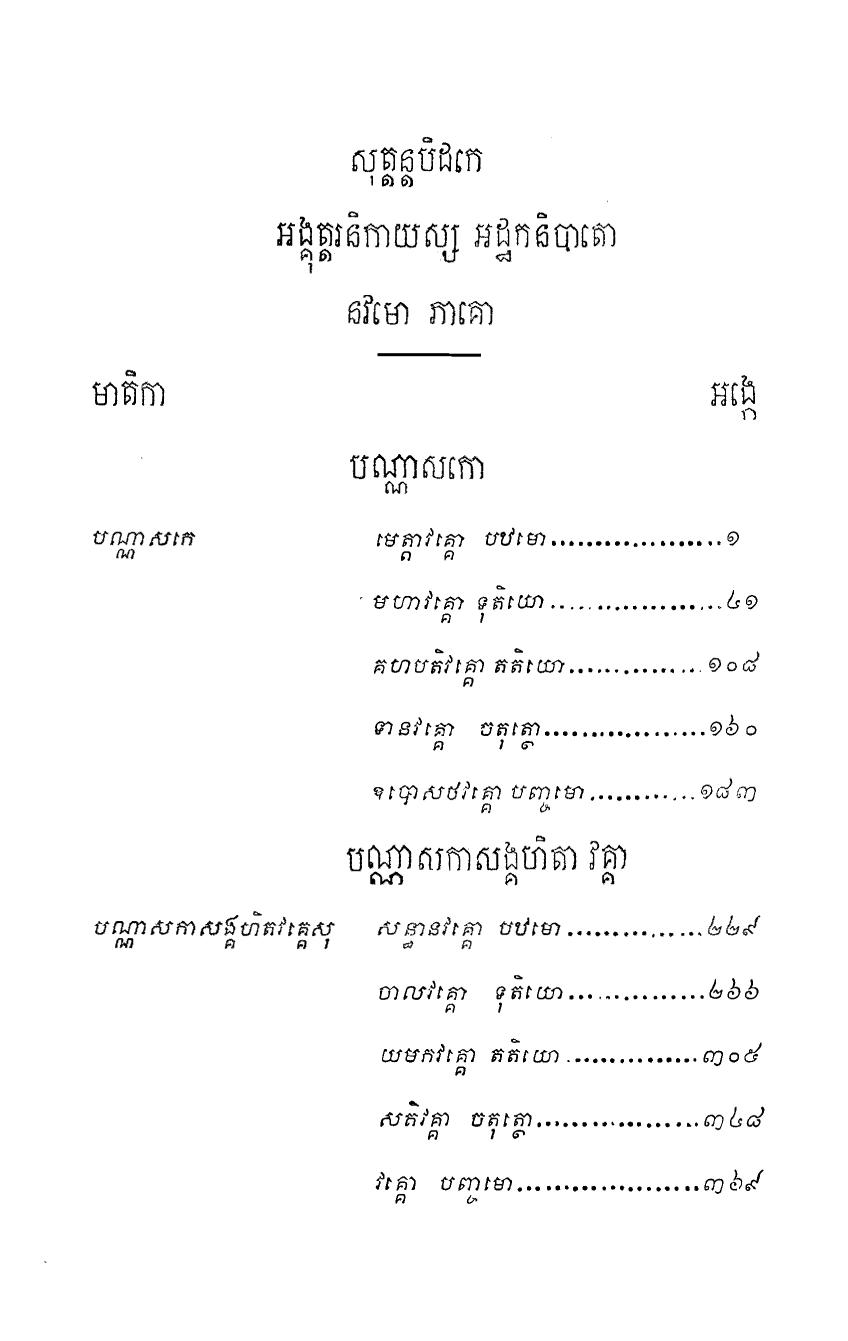 សុត្តន្តបិដកេ
អង្គុត្តរនិកាយស្ស អដ្ឋកនិបាតោ
នវមោ ភាគោ
មាតិកា អង្កេ
បណ្ណាសកោ
បណ្ណាសកេ មេត្តាវគ្គោ បឋមោ.....................១
មហាវគ្គោ ទុតិយោ.....................៤១
គហបតិវគ្គោ តតិយោ................១០៨
ទានវគ្គោ ចតុត្ថោ...................១៦០
ឧបោសថវគ្គោ បញ្ចមោ............១៨៣
បណ្ណាសកាសង្គហិតា វគ្គា
បណ្ណាសកាសង្គហិតវគ្គេសុ សន្ធានវគ្គោ បឋមោ................២២៩
ចាលវគ្គោ ទុតិយោ................២៦៦
យមកវគ្គោ តតិយោ................៣០៥
សតិវគ្គា ចតុត្ថោ...................៣៤៨
វគ្គោ បញ្ចមោ.....................៣៦៩